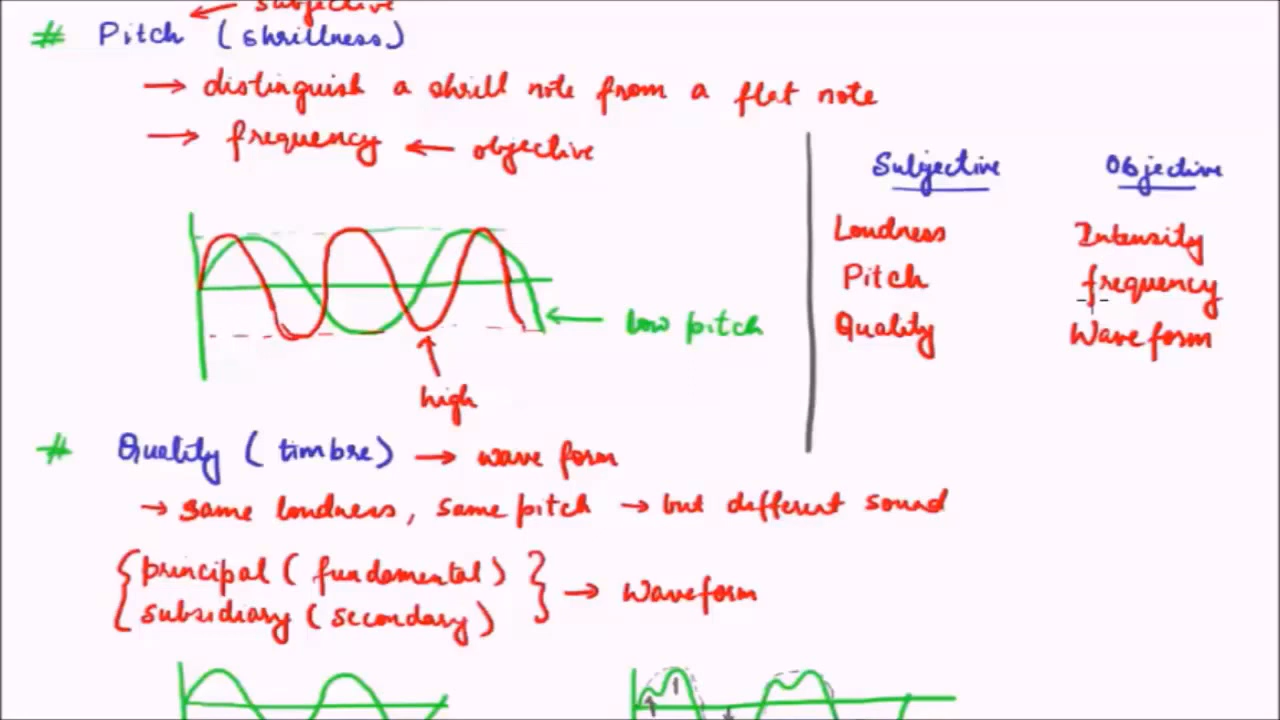 subjective
# Pitch (shrillness)
→ distinguish a shrill note from a flat note
→ frequency ← objective
low pitch
high
Subjective Objective
Loudness Intensity
Pitch frequency
Quality Waveform
# Quality (timbre) → wave form
→ same loudness, same pitch → but different sound
{principal (fundamental)
{subsidiary (secondary) } → Waveform